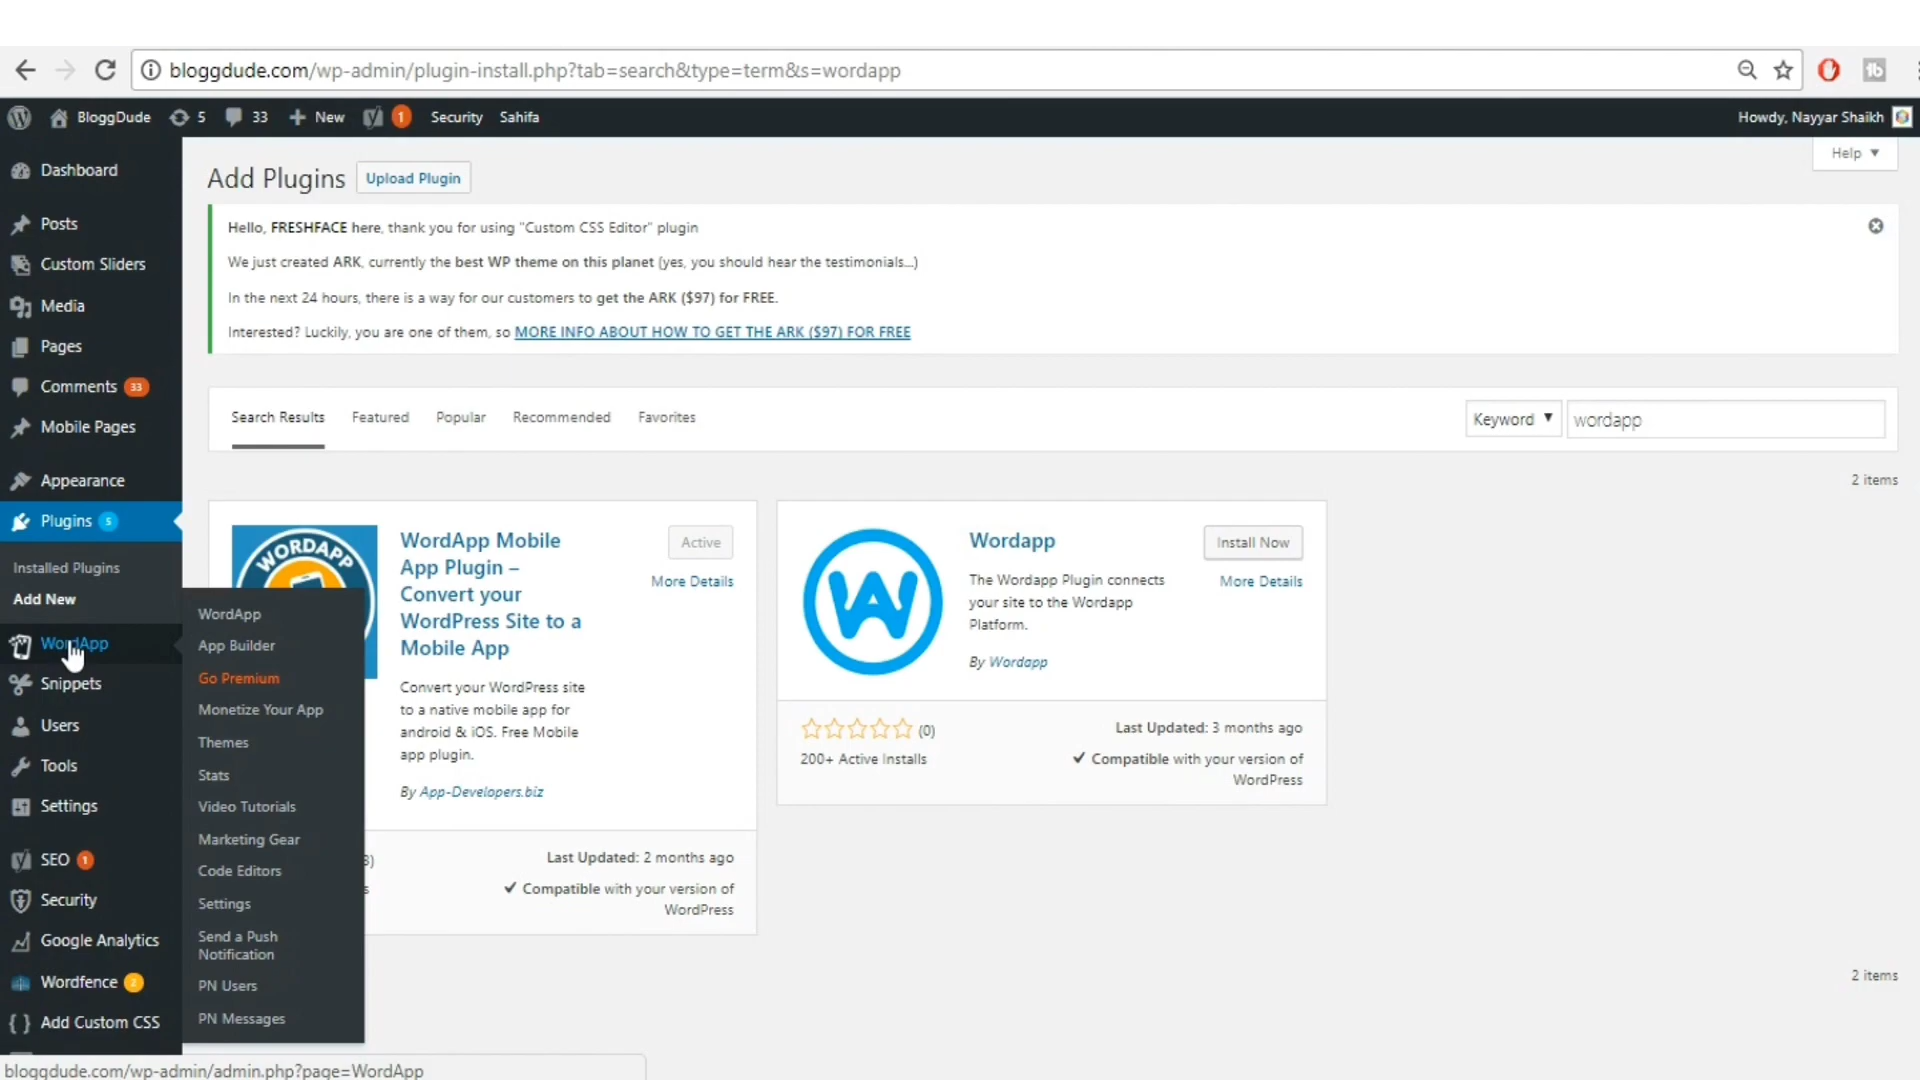 bloggdude.com/wp-admin/plugin-install.php?tab=search&type=term&s=wordapp
BloggDude 5 33 New 1 Security Sahifa
Howdy, Nayyar Shaikh
Dashboard
Posts
Custom Sliders
Media
Pages
Comments 33
Mobile Pages
Appearance
Plugins 5
Installed Plugins
Add New
WordApp
Snippets
Users
Tools
Settings
SEO 1
Security
Google Analytics
Wordfence 2
Add Custom CSS
WordApp
App Builder
Go Premium
Monetize Your App
Themes
Stats
Video Tutorials
Marketing Gear
Code Editors
Settings
Send a Push
Notification
PN Users
PN Messages
Help ▼
Add Plugins Upload Plugin
Hello, FRESHFACE here, thank you for using "Custom CSS Editor" plugin
We just created ARK, currently the best WP theme on this planet (yes, you should hear the testimonials...)
In the next 24 hours, there is a way for our customers to get the ARK ($97) for FREE.
Interested? Luckily, you are one of them, so MORE INFO ABOUT HOW TO GET THE ARK ($97) FOR FREE
Search Results Featured Popular Recommended Favorites
Keyword ▼ wordapp
2 items
WORDAPP
WordApp Mobile
App Plugin –
Convert your
WordPress Site to a
Mobile App
Active
More Details
Convert your WordPress site
to a native mobile app for
android & iOS. Free Mobile
app plugin.
By App-Developers.biz
3)
s
Last Updated: 2 months ago
✓ Compatible with your version of
WordPress
W
Wordapp
Install Now
More Details
The Wordapp Plugin connects
your site to the Wordapp
Platform.
By Wordapp
(0)
200+ Active Installs
Last Updated: 3 months ago
✓ Compatible with your version of
WordPress
2 items
bloggdude.com/wp-admin/admin.php?page=WordApp